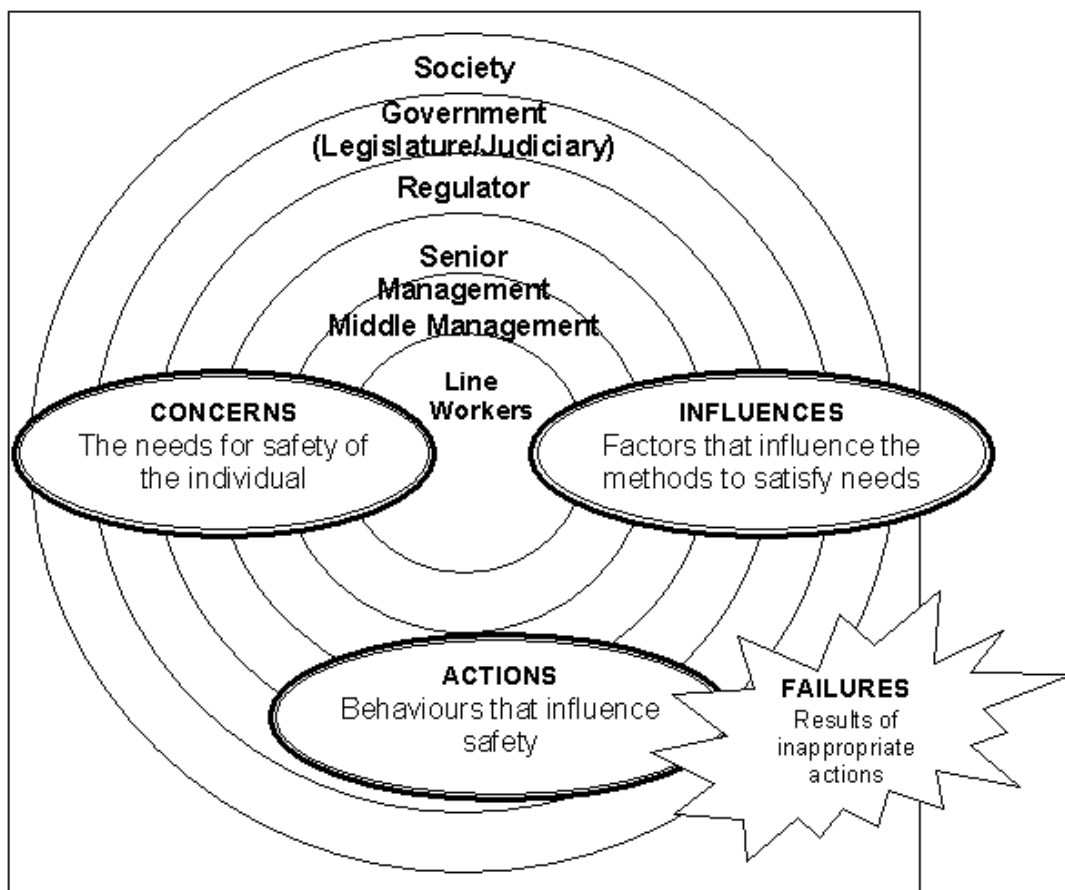 Society
Government
(Legislature/Judiciary)
Regulator
Senior
Management
Middle Management
Line
Workers
CONCERNS
The needs for safety of
the individual
INFLUENCES
Factors that influence the
methods to satisfy needs
ACTIONS
Behaviours that influence
safety
FAILURES
Results of
inappropriate
actions